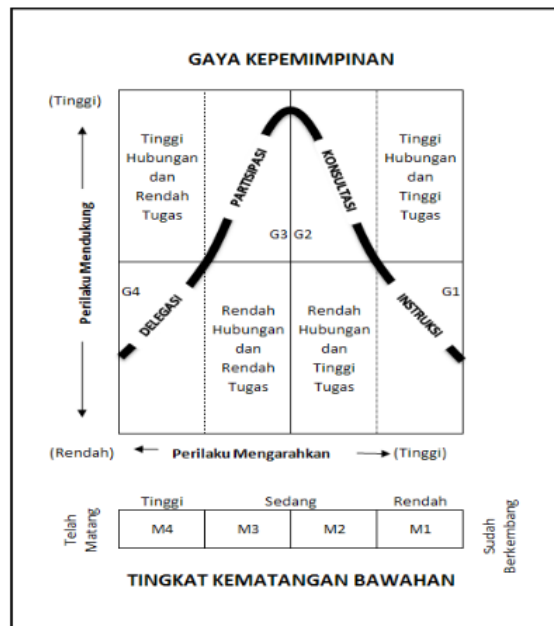 GAYA KEPEMIMPINAN
(Tinggi)
Perilaku Mendukung
(Rendah)
Tinggi
Hubungan
dan
Rendah
Tugas
PARTISIPASI
KONSULTASI
Tinggi
Hubungan
dan
Tinggi
Tugas
G3
G2
G4
G1
DELEGASI
INSTRUKSI
Rendah
Hubungan
dan
Rendah
Tugas
Rendah
Hubungan
dan
Tinggi
Tugas
Perilaku Mengarahkan
(Tinggi)
Tinggi
Sedang
Rendah
Telah
Matang
M4
M3
M2
M1
Sudah
Berkembang
TINGKAT KEMATANGAN BAWAHAN